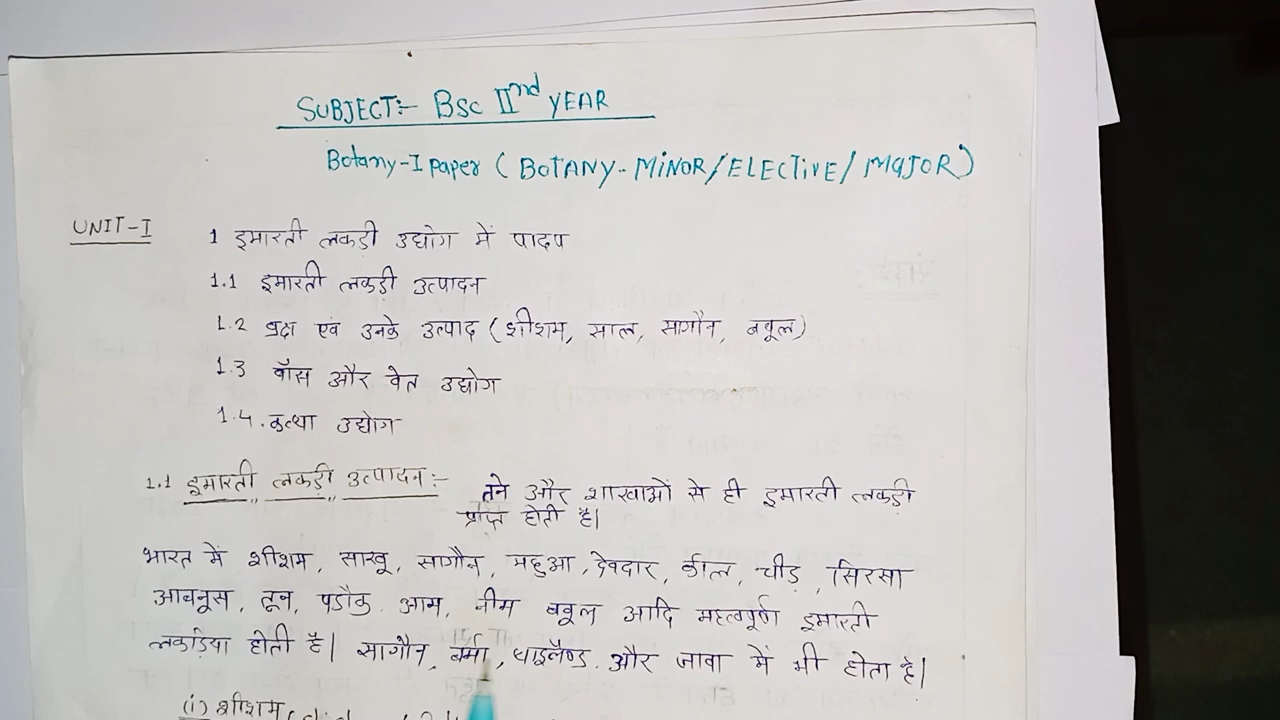 SUBJECT:- BSC IInd YEAR
Botany-I Paper ( BOTANY- MINOR/ELECTIVE/ MAJOR)
UNIT-I
1 इमारती लकड़ी उद्योग में पादप
1.1 इमारती लकड़ी उत्पादन
1.2 व्रक्ष एवं उनके उत्पाद (शीशम, साल, सागौन, बबूल)
1.3 बॉस और वेत उद्योग
1.4. कत्था उद्योग
1.1 इमारती लकड़ी उत्पादन:- तने और शाखाओं से ही इमारती लकड़ी
प्राप्त होती है।
भारत में शीशम, साखू, सागौन, महुआ, देवदार, कैल, चीड़, सिरसा
आबनूस, तून, पडौक, आम, नीम बबूल आदि महत्वपूर्ण इमारती
लकड़िया होती है। सागौन, बर्मा, थाइलैण्ड, और जावा में भी होता है।
(i) शीशम